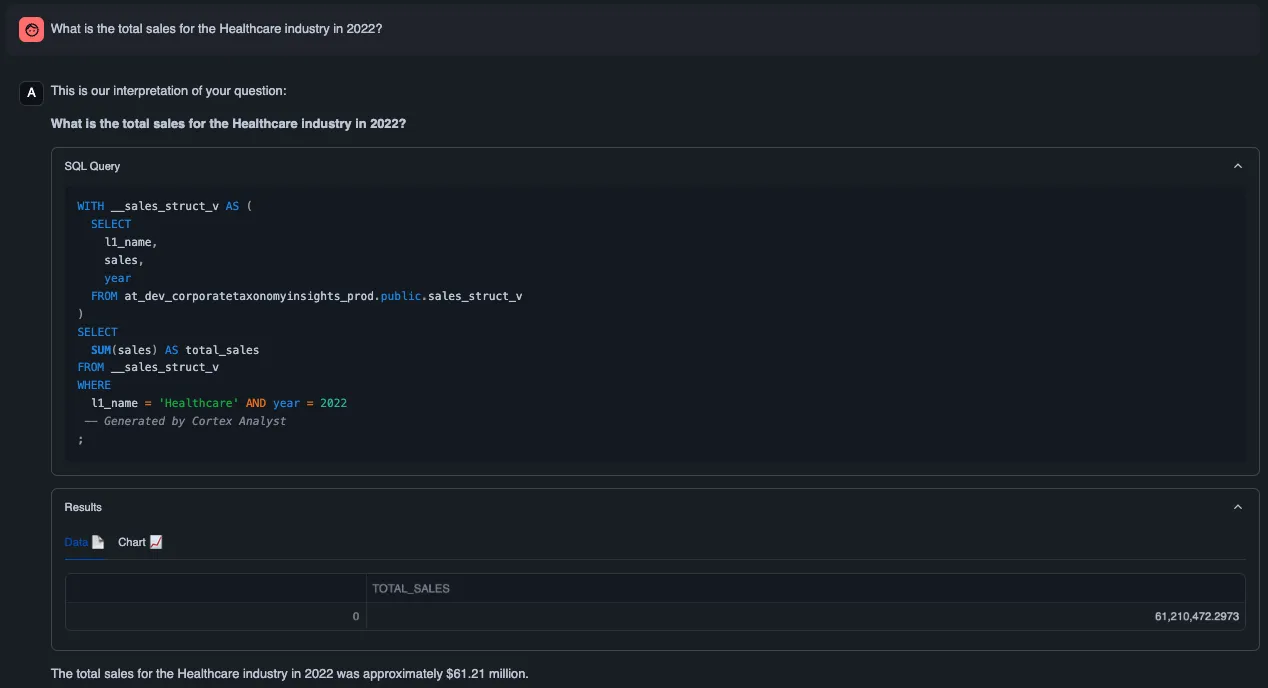 What is the total sales for the Healthcare industry in 2022?
A
This is our interpretation of your question:
What is the total sales for the Healthcare industry in 2022?
SQL Query
WITH __sales_struct_v AS (
SELECT
l1_name,
sales,
year
FROM at_dev_corporatetaxonomyinsights_prod.public.sales_struct_v
)
SELECT
SUM(sales) AS total_sales
FROM __sales_struct_v
WHERE
l1_name = 'Healthcare' AND year = 2022
-- Generated by Cortex Analyst
;
Results
Data Chart
TOTAL_SALES
0 61,210,472.2973
The total sales for the Healthcare industry in 2022 was approximately $61.21 million.